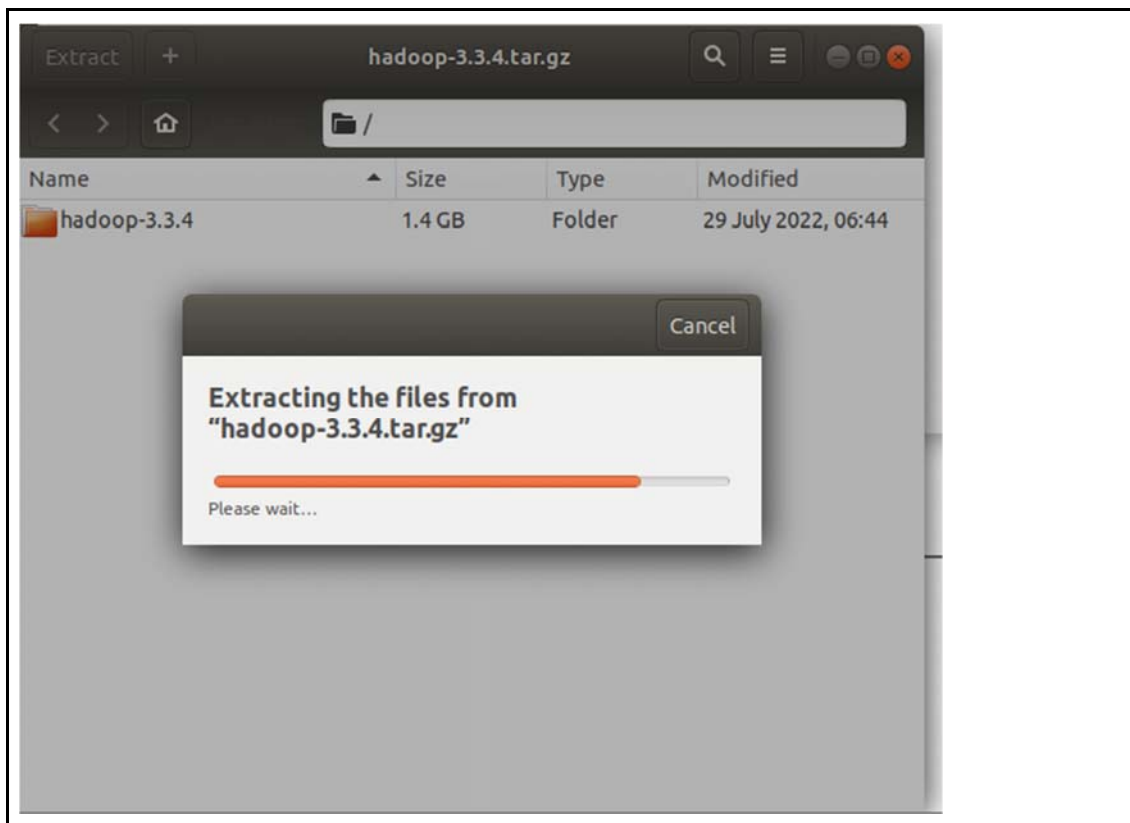 Extract + hadoop-3.3.4.tar.gz
/
Name Size Type Modified
hadoop-3.3.4 1.4 GB Folder 29 July 2022, 06:44
Cancel
Extracting the files from
“hadoop-3.3.4.tar.gz”
Please wait...